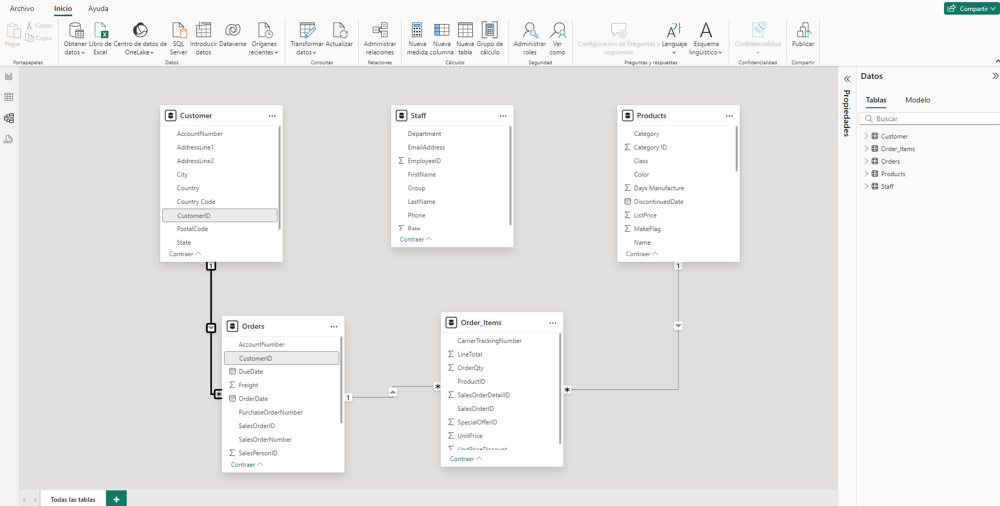 Archivo
Inicio
Ayuda
Compartir
Pegar
Cortar
Copia
Portapapeles
Obtener datos
Libro de Excel
Centro de datos de OneLake
SQL Server
Introducir datos
Dataverse
Orígenes recientes
Datos
Transformar datos
Actualizar
Consultas
Administrar relaciones
Relaciones
Nueva medida
Nueva columna
Nueva tabla
Grupo de cálculo
Cálculos
Administrar roles
Ver como
Seguridad
Configuración de Preguntas y respuestas
Lenguaje
Esquema lingüístico
Preguntas y respuestas
Confidencialidad
Confidencialidad
Publicar
Compartir
Customer
AccountNumber
AddressLine1
AddressLine2
City
Country
Country Code
CustomerID
PostalCode
State
Contraer
1
*
Staff
Department
EmailAddress
EmployeeID
FirstName
Group
LastName
Phone
Rate
Contraer
Products
Category
Category ID
Class
Color
Days Manufacture
DiscontinuedDate
ListPrice
MakeFlag
Name
Contraer
1
*
Orders
AccountNumber
CustomerID
DueDate
Freight
OrderDate
PurchaseOrderNumber
SalesOrderID
SalesOrderNumber
SalesPersonID
Contraer
1
*
Order_Items
CarrierTrackingNumber
LineTotal
OrderQty
ProductID
SalesOrderDetailID
SalesOrderID
SpecialOfferID
UnitPrice
UnitPriceDiscount
Contraer
Propiedades
Datos
Tablas
Modelo
Buscar
Customer
Order_Items
Orders
Products
Staff
Todas las tablas